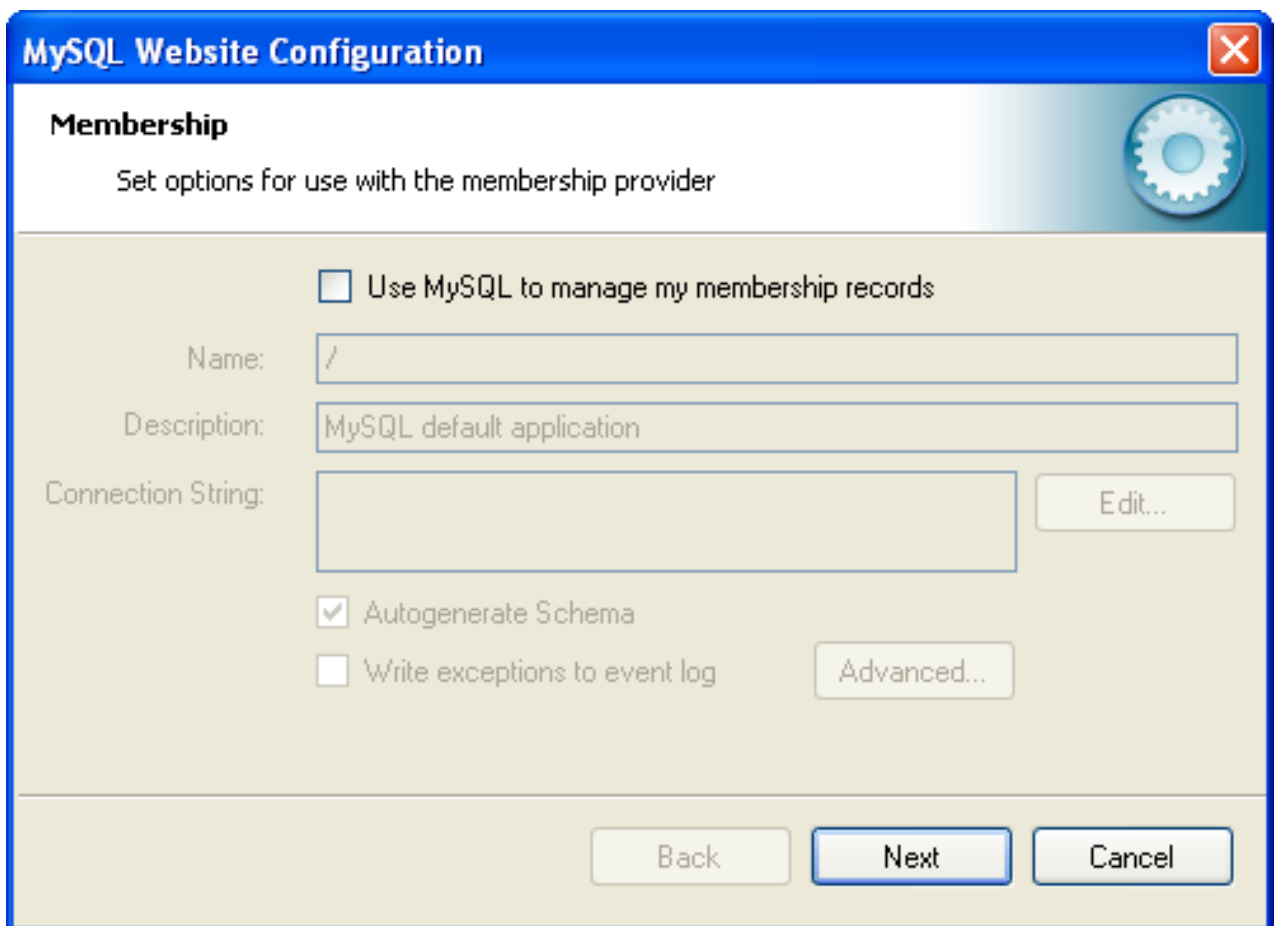 MySQL Website Configuration
Membership
Set options for use with the membership provider
Use MySQL to manage my membership records
Name: /
Description: MySQL default application
Connection String: Edit...
Autogenerate Schema
Write exceptions to event log Advanced...
Back Next Cancel